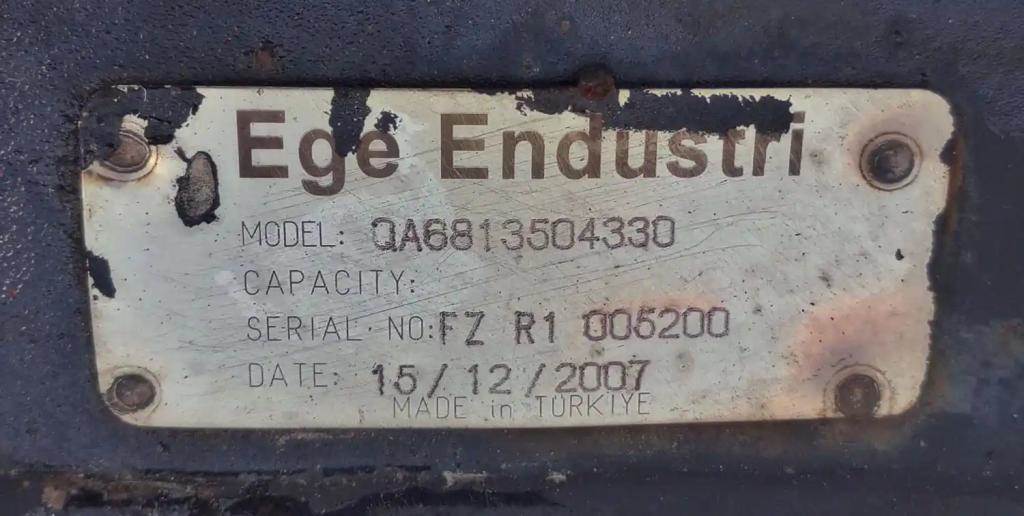 Ege Endustri
MODEL: QA6813504330
CAPACITY:
SERIAL NO: FZ R1 005200
DATE: 15/12/2007
MADE in TURKIYE